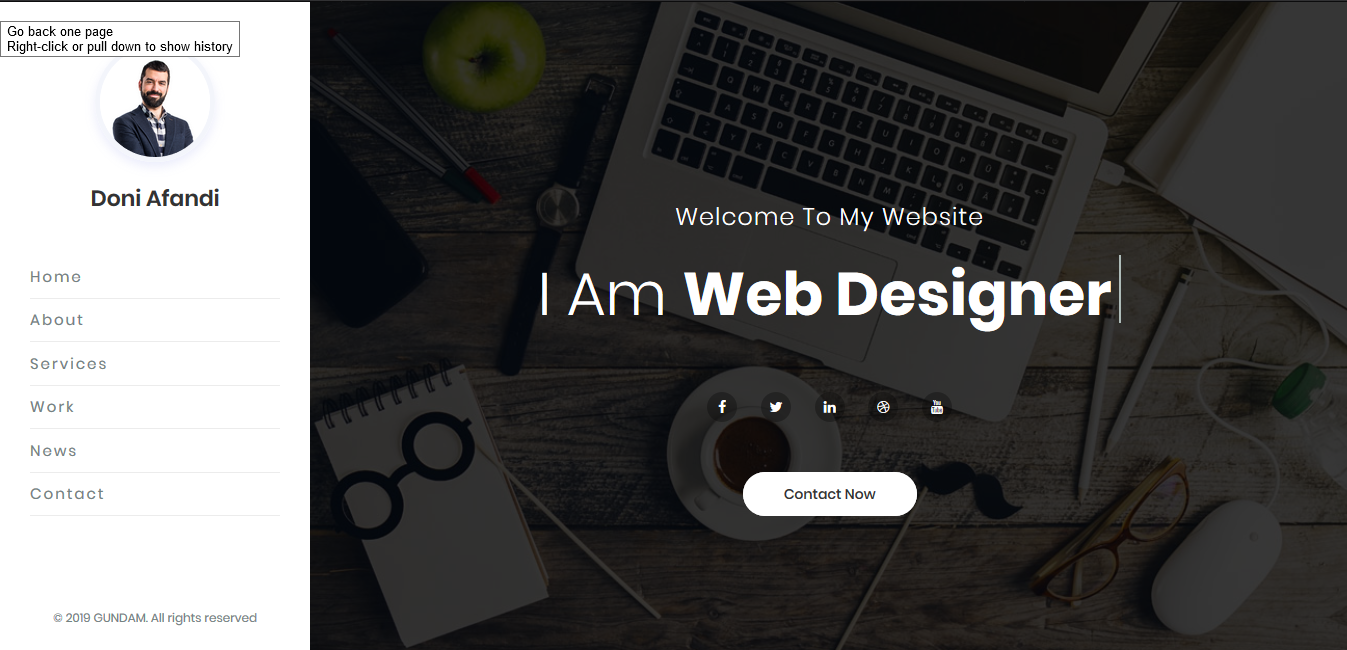 Go back one page
Right-click or pull down to show history
Doni Afandi
Home
About
Services
Work
News
Contact
© 2019 GUNDAM. All rights reserved
Welcome To My Website
I Am Web Designer
Contact Now